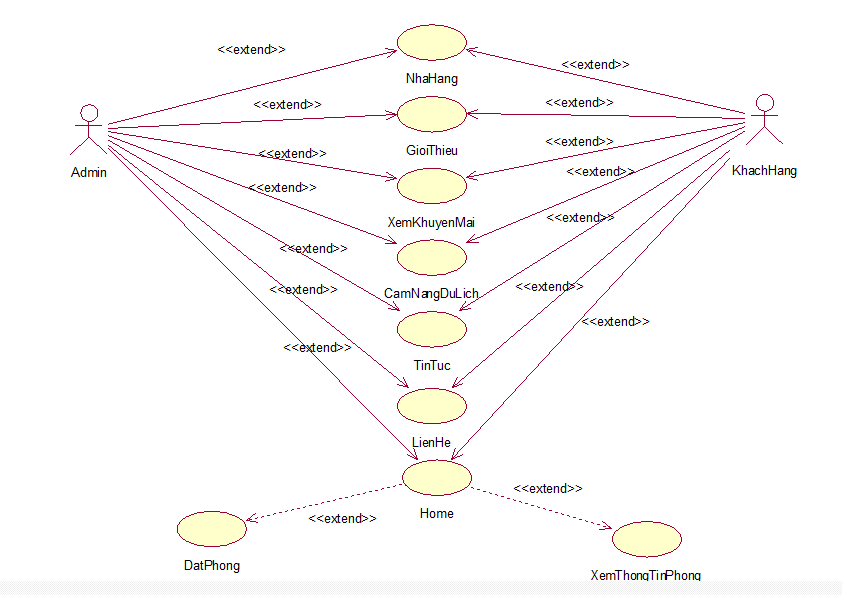 <<extend>>
<<extend>>
NhaHang
<<extend>>
<<extend>>
GioiThieu
<<extend>>
<<extend>>
Admin
KhachHang
<<extend>>
<<extend>>
XemKhuyenMai
<<extend>>
<<extend>>
CamNangDuLich
<<extend>>
<<extend>>
TinTuc
<<extend>>
<<extend>>
LienHe
Home
<<extend>>
<<extend>>
DatPhong
XemThongTinPhong